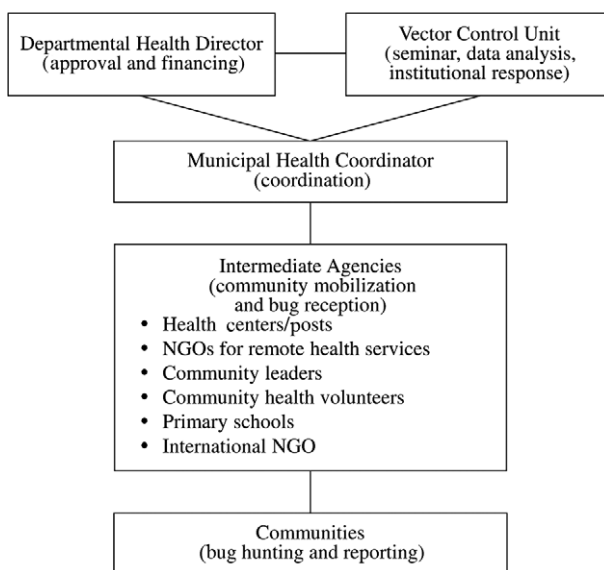 Departmental Health Director
(approval and financing)
Vector Control Unit
(seminar, data analysis,
institutional response)
Municipal Health Coordinator
(coordination)
Intermediate Agencies
(community mobilization
and bug reception)
• Health centers/posts
• NGOs for remote health services
• Community leaders
• Community health volunteers
• Primary schools
• International NGO
Communities
(bug hunting and reporting)